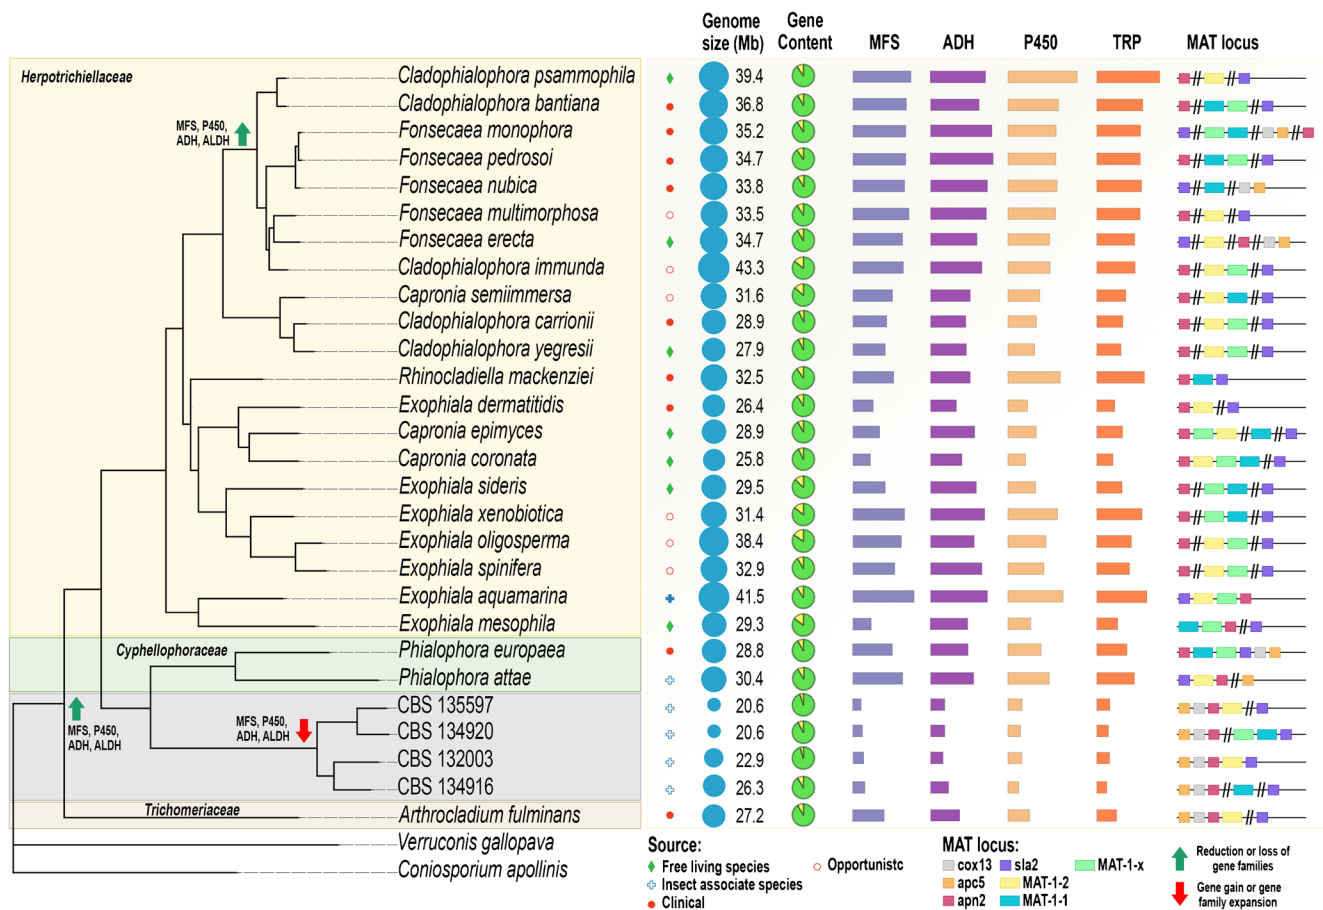 Genome size (Mb)
Gene Content
MFS
ADH
P450
TRP
MAT locus
Herpotrichiellaceae
Cladophialophora psammophila 39.4
Cladophialophora bantiana 36.8
MFS, P450,
ADH, ALDH
Fonsecaea monophora 35.2
Fonsecaea pedrosoi 34.7
Fonsecaea nubica 33.8
Fonsecaea multimorphosa 33.5
Fonsecaea erecta 34.7
Cladophialophora immunda 43.3
Capronia semiimmersa 31.6
Cladophialophora carrionii 28.9
Cladophialophora yegresii 27.9
Rhinocladiella mackenziei 32.5
Exophiala dermatitidis 26.4
Capronia epimyces 28.9
Capronia coronata 25.8
Exophiala sideris 29.5
Exophiala xenobiotica 31.4
Exophiala oligosperma 38.4
Exophiala spinifera 32.9
Exophiala aquamarina 41.5
Exophiala mesophila 29.3
Cyphellophoraceae
Phialophora europaea 28.8
Phialophora attae 30.4
CBS 135597 20.6
MFS, P450,
ADH, ALDH
MFS, P450,
ADH, ALDH
CBS 134920 20.6
CBS 132003 22.9
CBS 134916 26.3
Trichomeriaceae
Arthrocladium fulminans 27.2
Verruconis gallopava
Coniosporium apollinis
Source:
Free living species
Opportunistc
Insect associate species
Clinical
MAT locus:
cox13
sla2
MAT-1-x
apc5
MAT-1-2
apn2
MAT-1-1
Reduction or loss of
gene families
Gene gain or gene
family expansion